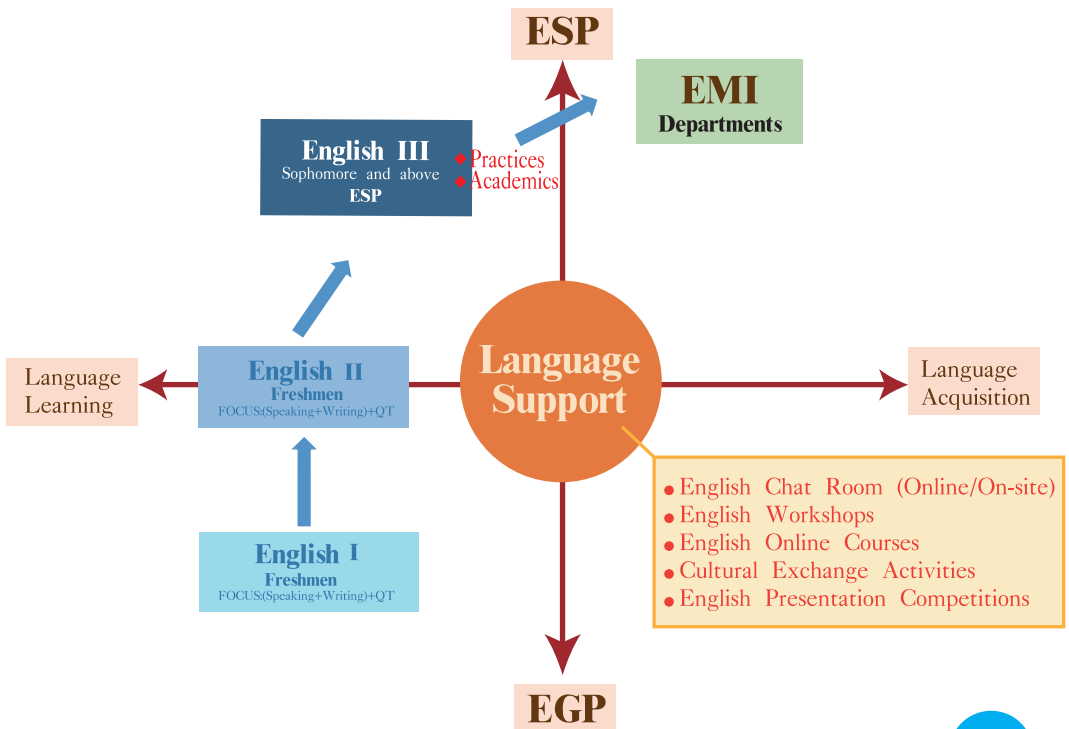 ESP
EMI
Departments
English III
Sophomore and above
ESP
◆Practices
◆Academics
Language
Learning
English II
Freshmen
FOCUS:(Speaking+Writing)+QT
Language
Support
Language
Acquisition
English I
Freshmen
FOCUS:(Speaking+Writing)+QT
●English Chat Room (Online/On-site)
●English Workshops
●English Online Courses
●Cultural Exchange Activities
●English Presentation Competitions
EGP